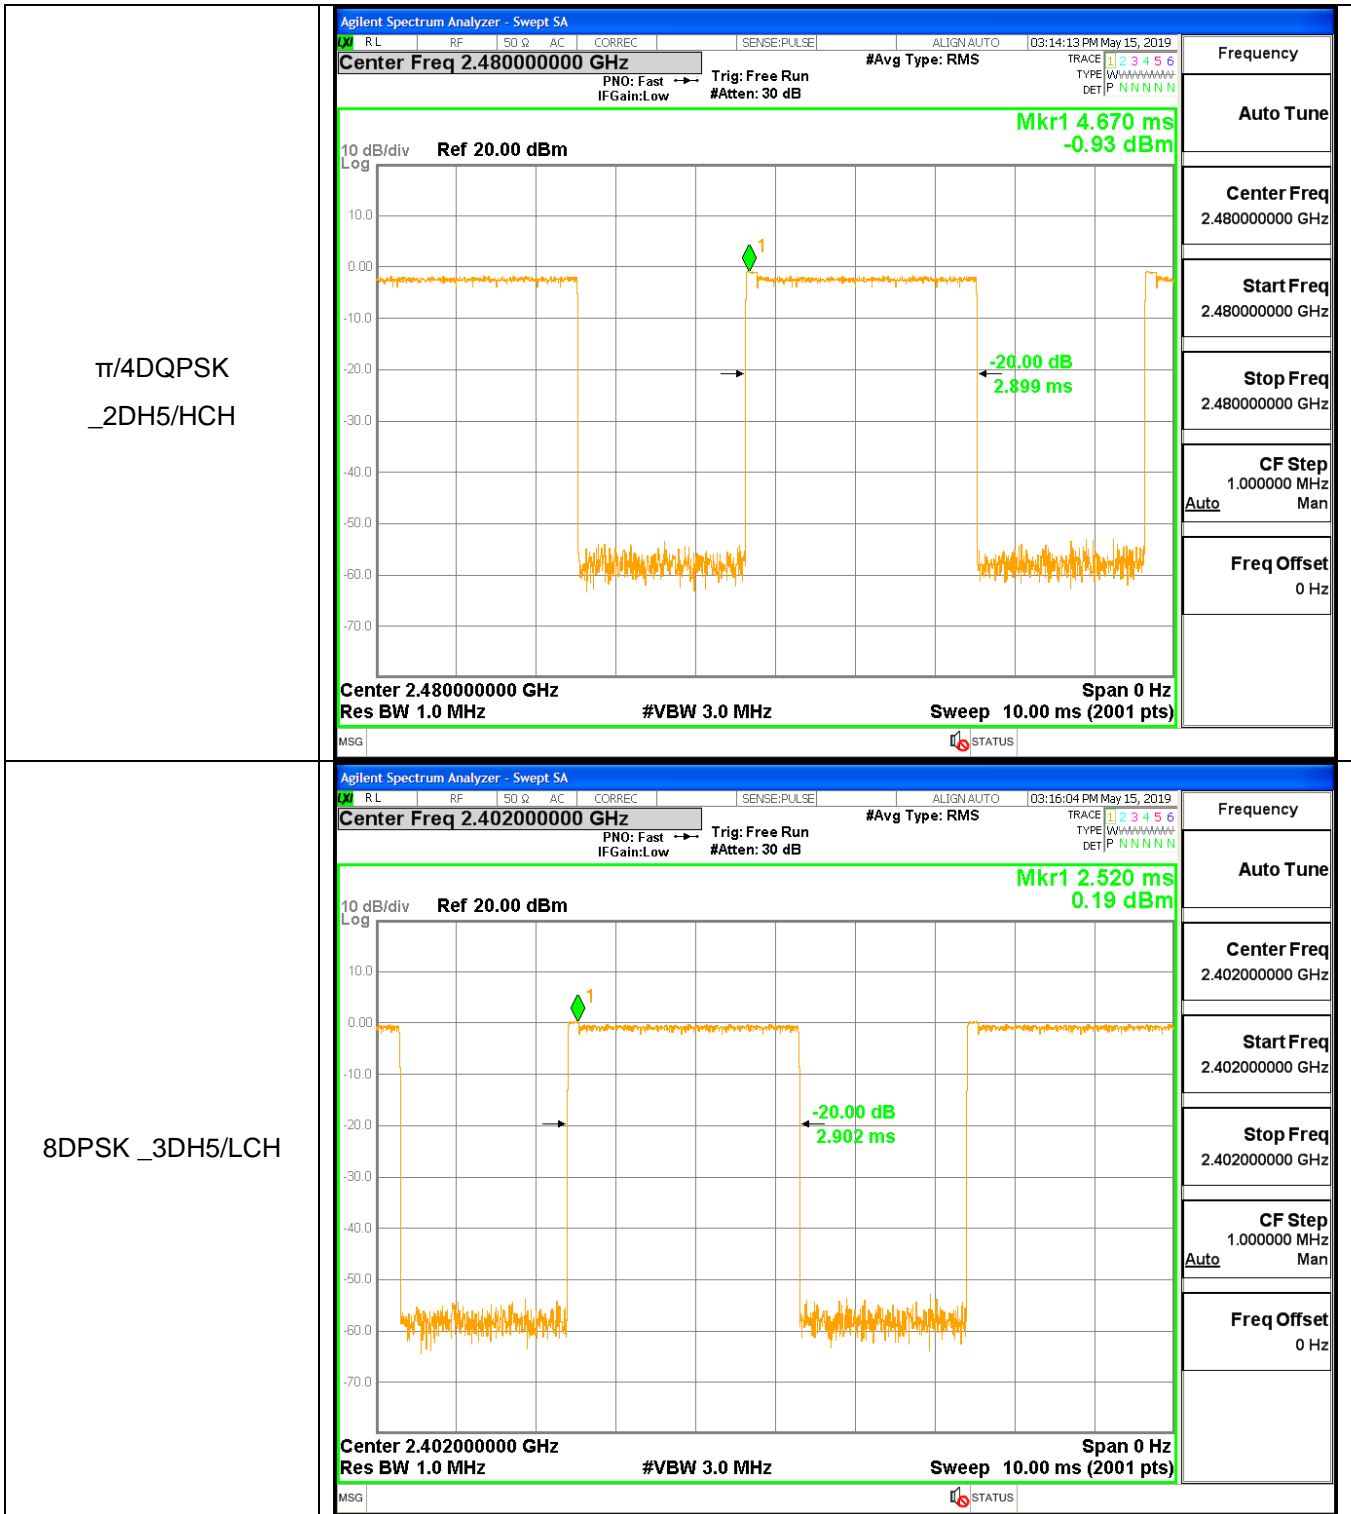 π/4DQPSK
_2DH5/HCH
Agilent Spectrum Analyzer - Swept SA
LXI RL RF 50 Ω AC CORREC SENSE:PULSE ALIGN AUTO 03:14:13 PM May 15, 2019
Center Freq 2.480000000 GHz
PNO: Fast
IFGain:Low
Trig: Free Run
#Atten: 30 dB
#Avg Type: RMS
TRACE 1 2 3 4 5 6
TYPE W
DET P N N N N N
Mkr1 4.670 ms
-0.93 dBm
10 dB/div Ref 20.00 dBm
Log
1
10.0
0.00
-10.0
-20.0
-30.0
-40.0
-50.0
-60.0
-70.0
-20.00 dB
2.899 ms
Center 2.480000000 GHz Span 0 Hz
Res BW 1.0 MHz #VBW 3.0 MHz Sweep 10.00 ms (2001 pts)
MSG STATUS
Frequency
Auto Tune
Center Freq
2.480000000 GHz
Start Freq
2.480000000 GHz
Stop Freq
2.480000000 GHz
CF Step
1.000000 MHz
Auto Man
Freq Offset
0 Hz
8DPSK _3DH5/LCH
Agilent Spectrum Analyzer - Swept SA
LXI RL RF 50 Ω AC CORREC SENSE:PULSE ALIGN AUTO 03:16:04 PM May 15, 2019
Center Freq 2.402000000 GHz
PNO: Fast
IFGain:Low
Trig: Free Run
#Atten: 30 dB
#Avg Type: RMS
TRACE 1 2 3 4 5 6
TYPE W
DET P N N N N N
Mkr1 2.520 ms
0.19 dBm
10 dB/div Ref 20.00 dBm
Log
1
10.0
0.00
-10.0
-20.0
-30.0
-40.0
-50.0
-60.0
-70.0
-20.00 dB
2.902 ms
Center 2.402000000 GHz Span 0 Hz
Res BW 1.0 MHz #VBW 3.0 MHz Sweep 10.00 ms (2001 pts)
MSG STATUS
Frequency
Auto Tune
Center Freq
2.402000000 GHz
Start Freq
2.402000000 GHz
Stop Freq
2.402000000 GHz
CF Step
1.000000 MHz
Auto Man
Freq Offset
0 Hz